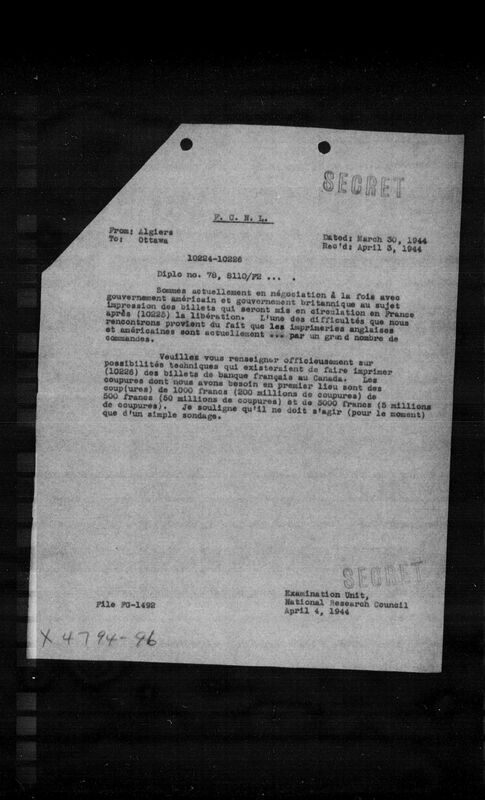 SECRET
F. C. N. L.
From: Algiers
To: Ottawa
Dated: March 30, 1944
Rec'd: April 3, 1944
10224-10226
Diplo no. 78, 8110/F2 ... .
Sommes actuellement en négociation à la fois avec
gouvernement américain et gouvernement britannique au sujet
impression des billets qui seront mis en circulation en France
après (10225) la libération. L'une des difficultés que nous
rencontrons provient du fait que les imprimeries anglaises
et américaines sont actuellement ... par un grand nombre de
commandes.
Veuillez vous renseigner officieusement sur
possibilités techniques qui existeraient de faire imprimer
(10226) des billets de banque français au Canada. Les
coupures dont nous avons besoin en premier lieu sont des
coup(ures) de 1000 francs (200 millions de coupures) de
500 francs (50 millions de coupures) et de 5000 francs (5 millions
de coupures). Je souligne qu'il ne doit s'agir (pour le moment)
que d'un simple sondage.
SECRET
Examination Unit,
National Research Council
April 4, 1944
File FG-1492
X 4794-96